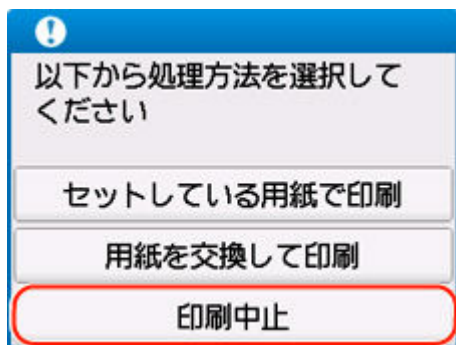 以下から処理方法を選択して
ください
セットしている用紙で印刷
用紙を交換して印刷
印刷中止